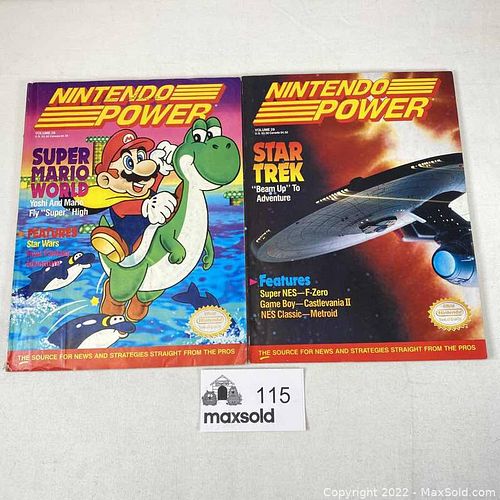 NINTENDO
POWER
VOLUME 28
SUPER
MARIO
WORLD
Yoshi And Mario
Fly "Super" High
FEATURES
Star Wars
THE SOURCE FOR NEWS AND STRATEGIES STRAIGHT FROM THE PROS
NINTENDO
POWER
VOLUME 29
STAR
TREK
"Beam Up" To
Adventure
Features
Super NES—F-Zero
Game Boy—Castlevania II
NES Classic—Metroid
Nintendo
THE SOURCE FOR NEWS AND STRATEGIES STRAIGHT FROM THE PROS
115
maxsold
Copyright 2022 - MaxSold.com